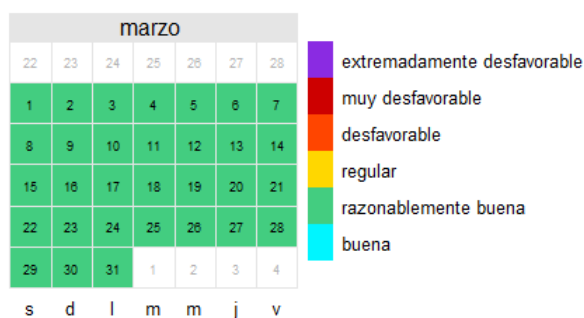 marzo
22 23 24 25 26 27 28
1 2 3 4 5 6 7
8 9 10 11 12 13 14
15 16 17 18 19 20 21
22 23 24 25 26 27 28
29 30 31 1 2 3 4
s d l m m j v
extremadamente desfavorable
muy desfavorable
desfavorable
regular
razonablemente buena
buena